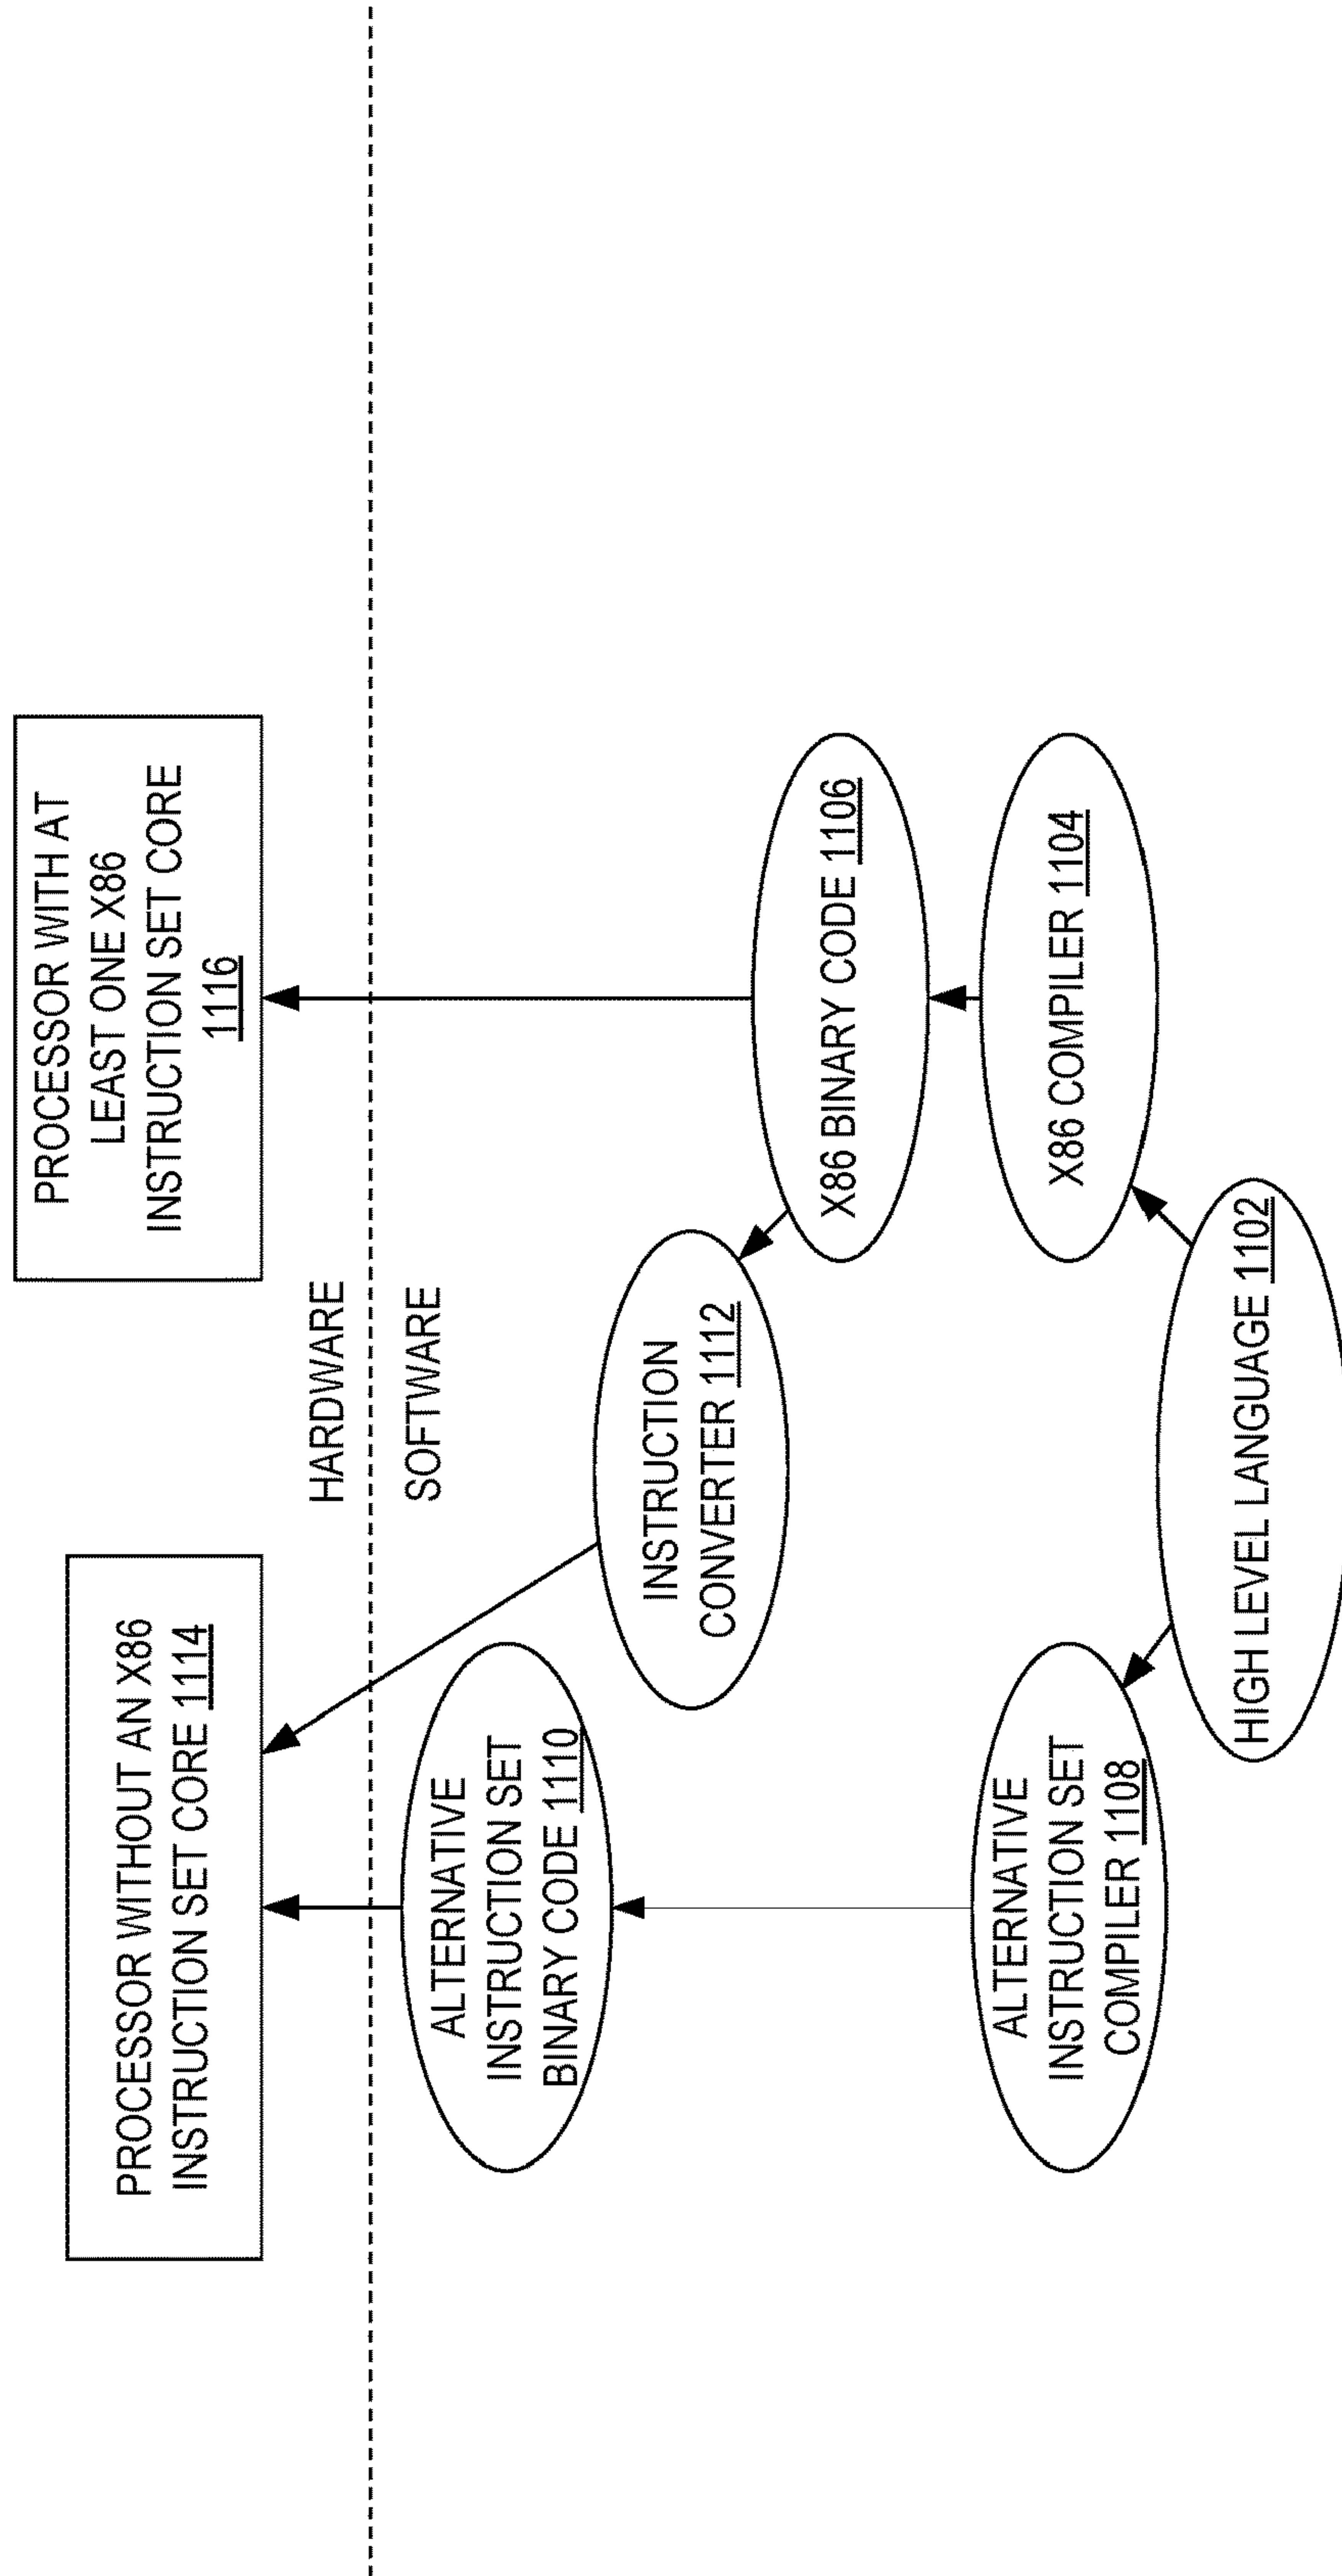 PROCESSOR WITHOUT AN X86
INSTRUCTION SET CORE 1114
PROCESSOR WITH AT
LEAST ONE X86
INSTRUCTION SET CORE
1116
HARDWARE
SOFTWARE
ALTERNATIVE
INSTRUCTION SET
BINARY CODE 1110
INSTRUCTION
CONVERTER 1112
X86 BINARY CODE 1106
ALTERNATIVE
INSTRUCTION SET
COMPILER 1108
X86 COMPILER 1104
HIGH LEVEL LANGUAGE 1102